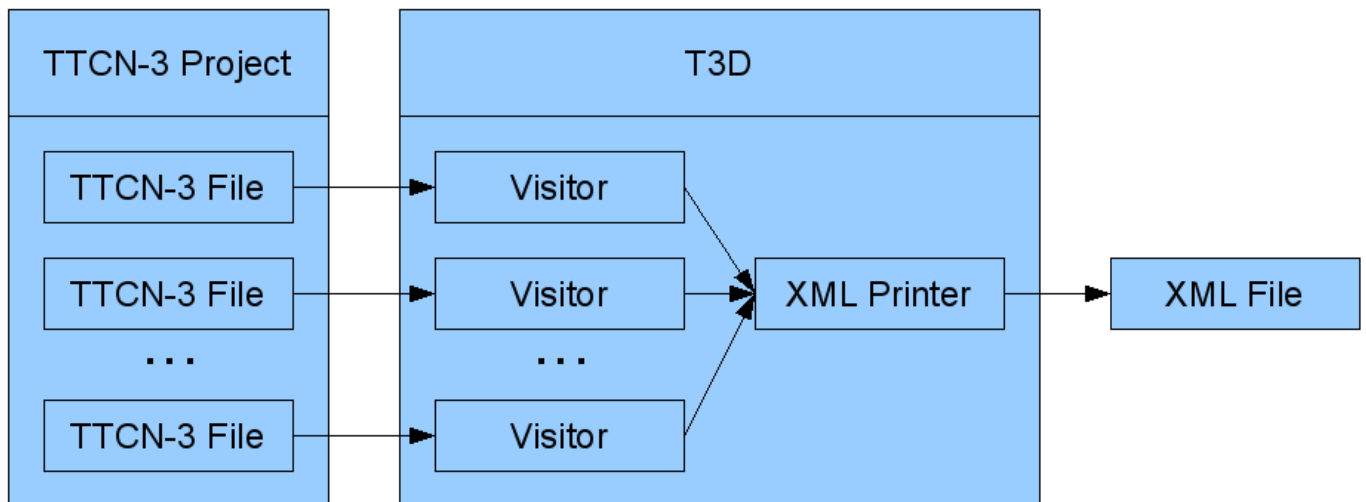 TTCN-3 Project
T3D
TTCN-3 File
Visitor
TTCN-3 File
Visitor
XML Printer
XML File
...
...
TTCN-3 File
Visitor